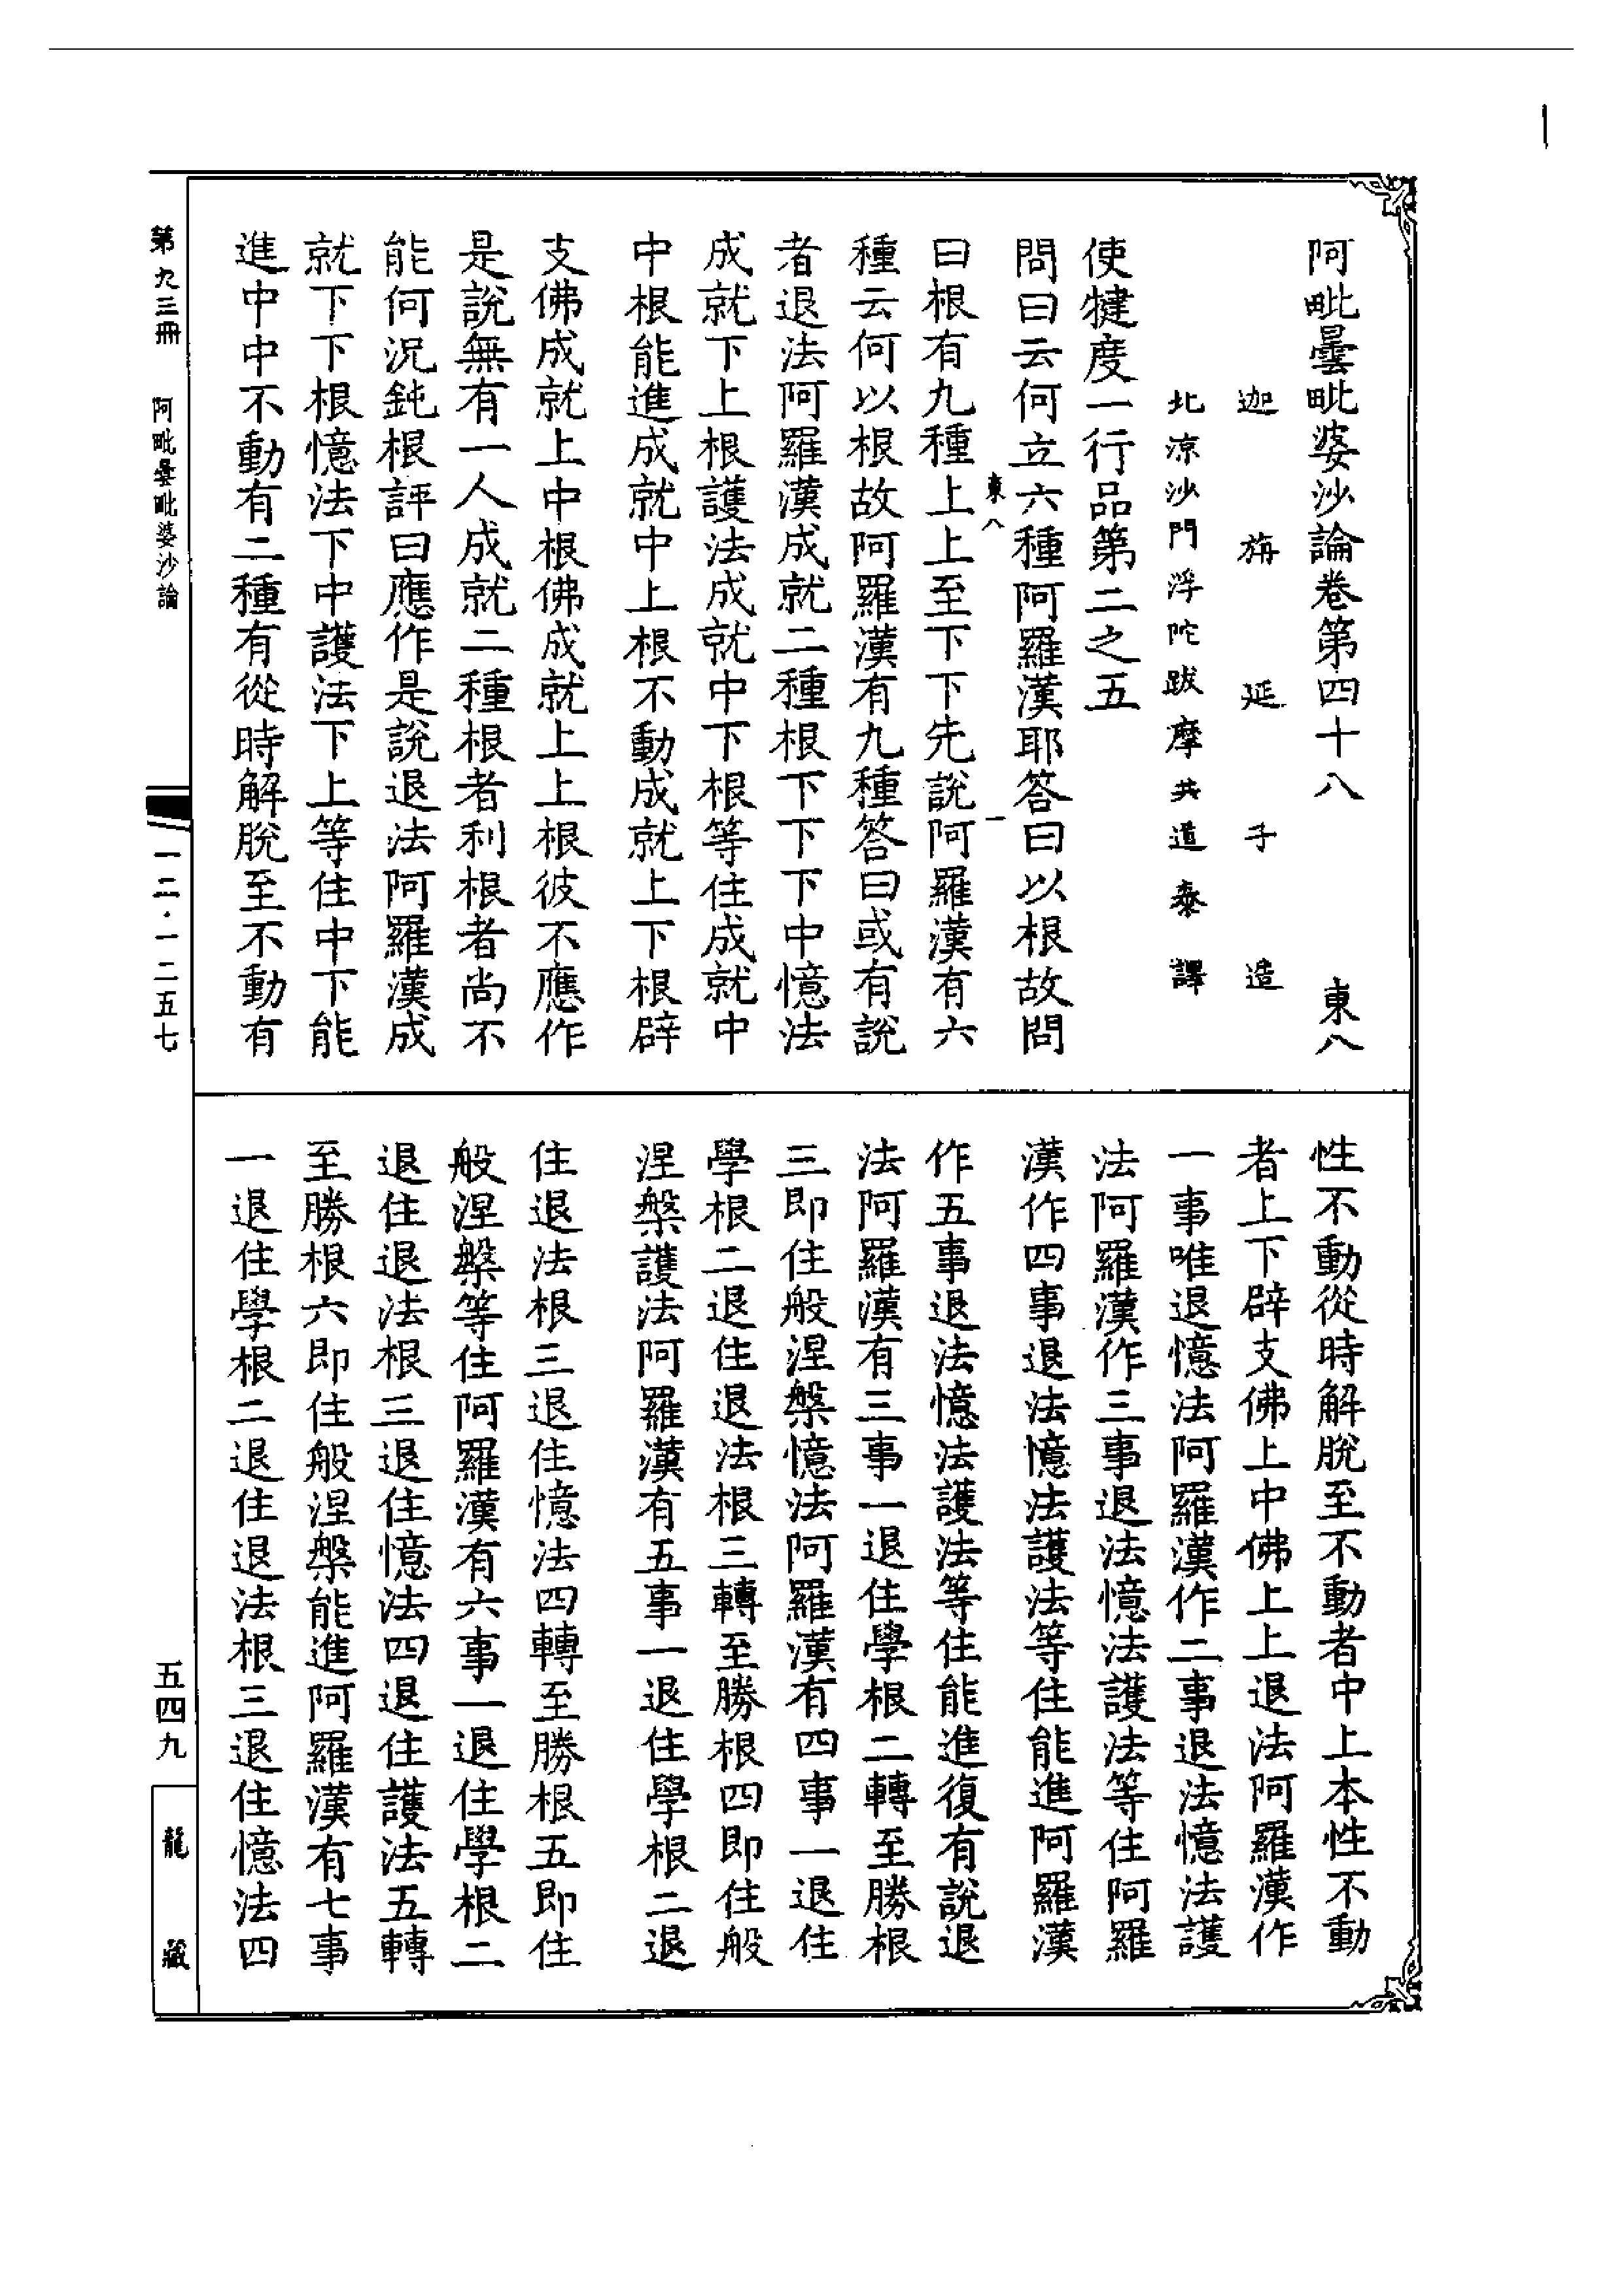 阿毗曇毗婆沙論卷第四十八 東八
迦旃延子造
北涼沙門浮陀跋摩共道泰譯
使犍度一行品第二之五
問曰云何立六種阿羅漢耶答曰以根故問
東八 一
曰根有九種上上至下下先說阿羅漢有六
種云何以根故阿羅漢有九種答曰或有說
者退法阿羅漢成就二種根下下下中憶法
成就下上根護法成就中下根等住成就中
中根能進成就中上根不動成就上下根辟
支佛成就上中根佛成就上上根彼不應作
是說無有一人成就二種根者利根者尚不
能何況鈍根評曰應作是說退法阿羅漢成
就下下根憶法下中護法下上等住中下能
進中中不動有二種有從時解脫至不動有
性不動從時解脫至不動者中上本性不動
者上下辟支佛上中佛上上退法阿羅漢作
一事唯退憶法阿羅漢作二事退法憶法護
法阿羅漢作三事退法憶法護法等住阿羅
漢作四事退法憶法護法等住能進阿羅漢
作五事退法憶法護法等住能進復有說退
法阿羅漢有三事一退住學根二轉至勝根
三即住般涅槃憶法阿羅漢有四事一退住
學根二退住退法根三轉至勝根四即住般
涅槃護法阿羅漢有五事一退住學根二退
住退法根三退住憶法四轉至勝根五即住
般涅槃等住阿羅漢有六事一退住學根二
退住退法根三退住憶法四退住護法五轉
至勝根六即住般涅槃能進阿羅漢有七事
一退住學根二退住退法根三退住憶法四
第九三冊 阿毗曇毗婆沙論
一二·一二五七
五四九
龍藏